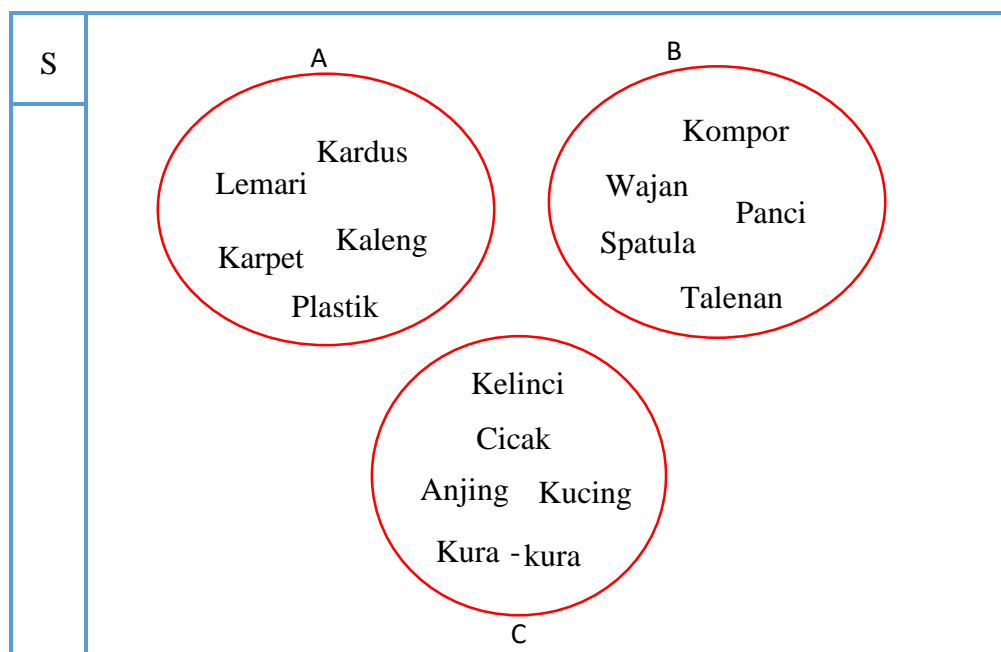 S
A
B
Kardus
Lemari
Kaleng
Karpet
Plastik
Kompor
Wajan
Panci
Spatula
Talenan
Kelinci
Cicak
Anjing Kucing
Kura -kura
C